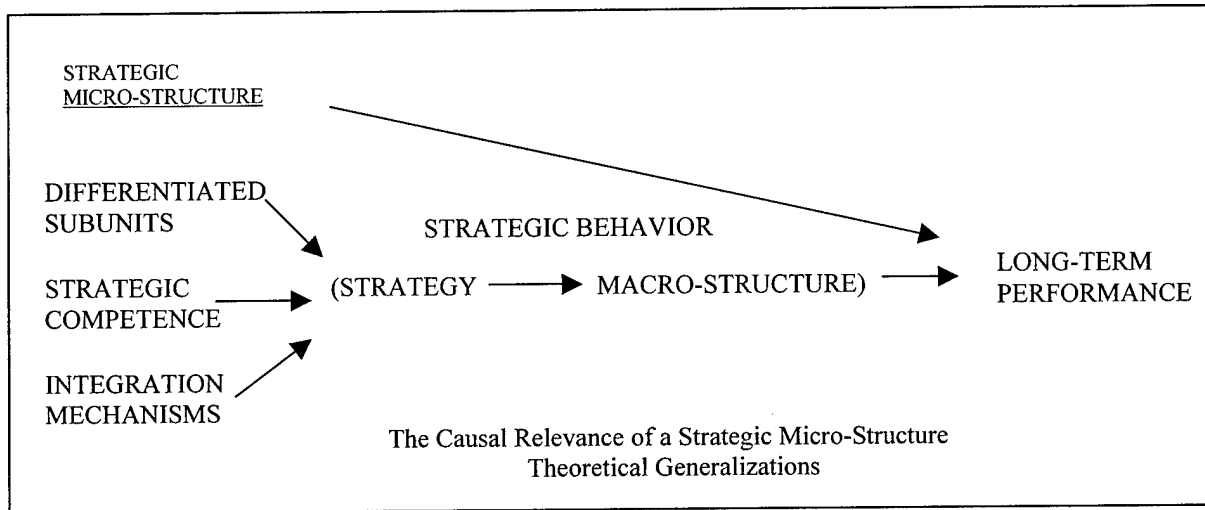 STRATEGIC
MICRO-STRUCTURE
DIFFERENTIATED
SUBUNITS
STRATEGIC BEHAVIOR
STRATEGIC
COMPETENCE
(STRATEGY
MACRO-STRUCTURE)
LONG-TERM
PERFORMANCE
INTEGRATION
MECHANISMS
The Causal Relevance of a Strategic Micro-Structure
Theoretical Generalizations